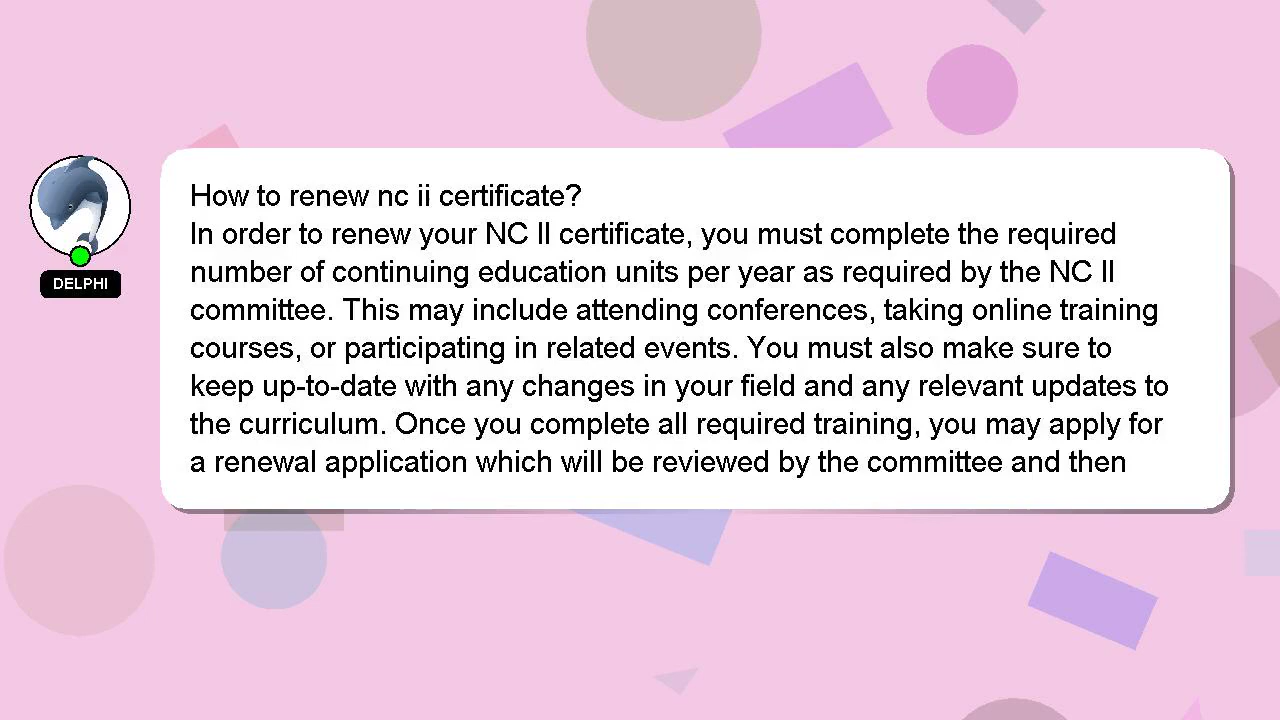 How to renew nc ii certificate?
In order to renew your NC II certificate, you must complete the required
number of continuing education units per year as required by the NC II
committee. This may include attending conferences, taking online training
courses, or participating in related events. You must also make sure to
keep up-to-date with any changes in your field and any relevant updates to
the curriculum. Once you complete all required training, you may apply for
a renewal application which will be reviewed by the committee and then
DELPHI